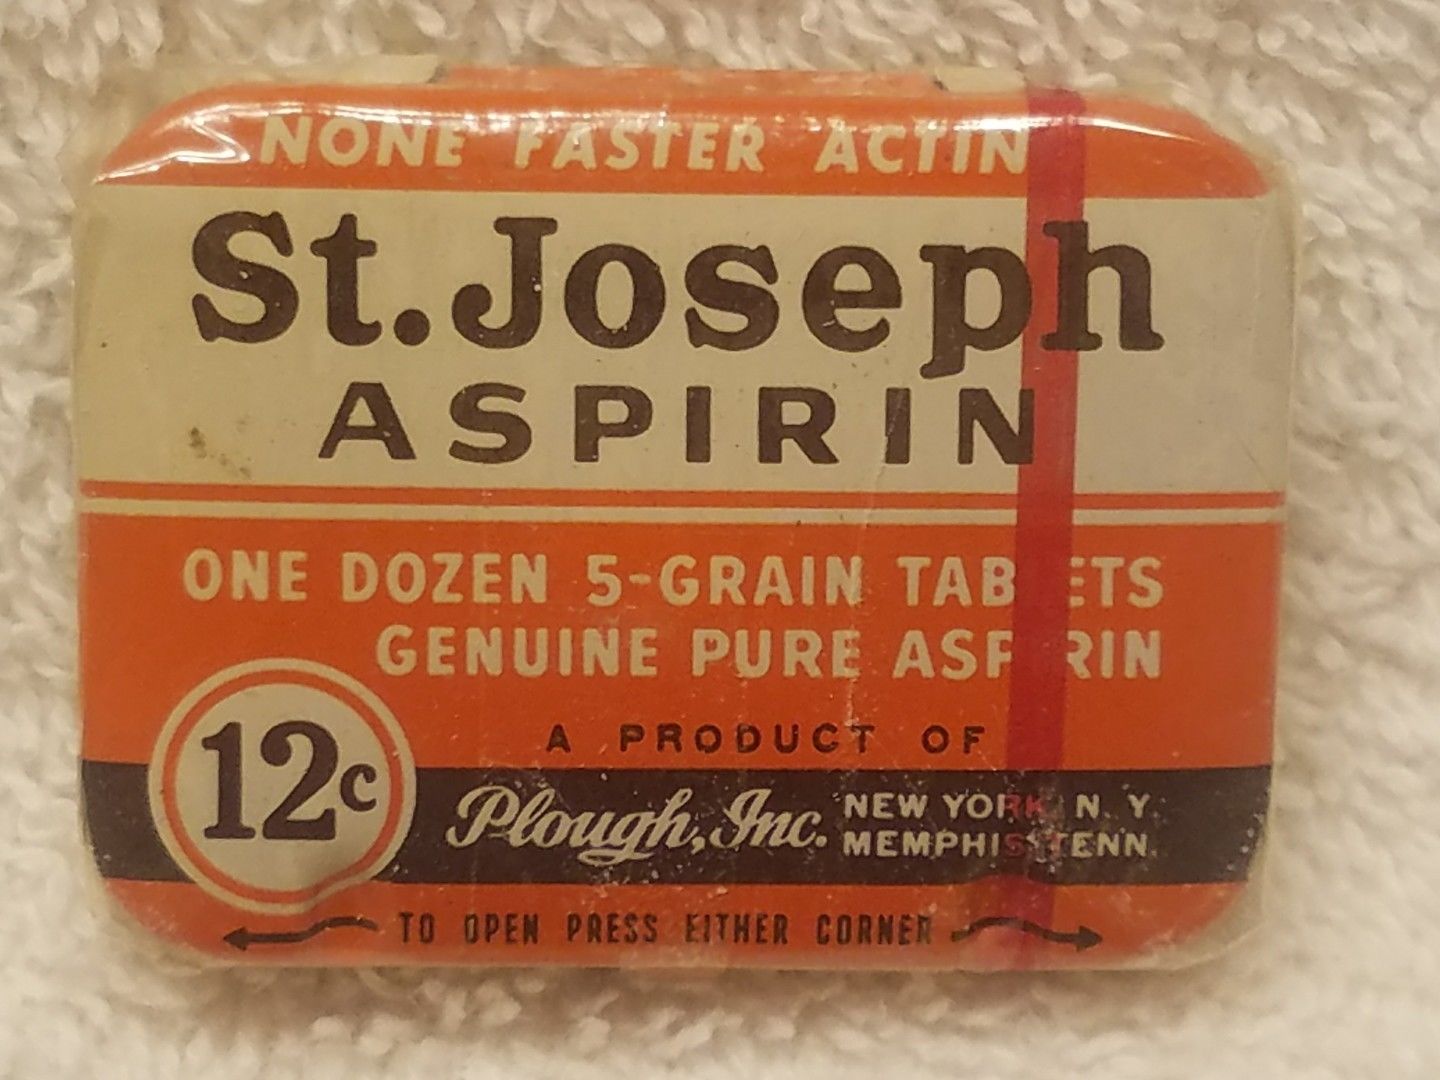 NONE FASTER ACTIN
St. Joseph
ASPIRIN
ONE DOZEN 5-GRAIN TABLETS
GENUINE PURE ASPIRIN
A PRODUCT OF
12c
Plough, Inc. NEW YORK, N. Y.
MEMPHIS, TENN.
TO OPEN PRESS EITHER CORNER